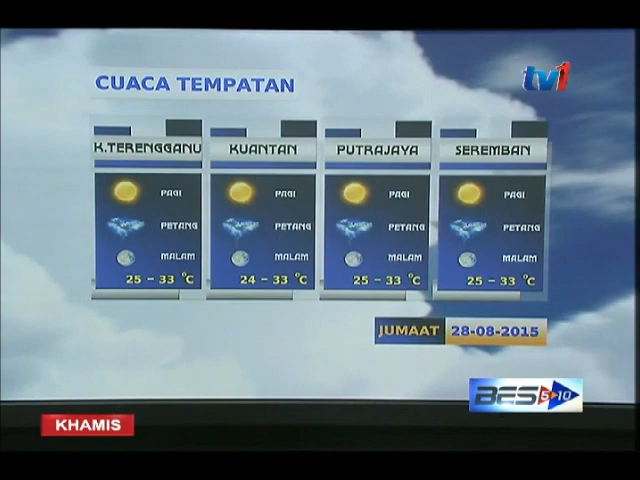 CUACA TEMPATAN
tv1
K.TERENGGANU
PAGI
PETANG
MALAM
25 - 33 °C
KUANTAN
PAGI
PETANG
MALAM
24 - 33 °C
PUTRAJAYA
PAGI
PETANG
MALAM
25 - 33 °C
SEREMBAN
PAGI
PETANG
MALAM
25 - 33 °C
JUMAAT 28-08-2015
BES 5 10
KHAMIS